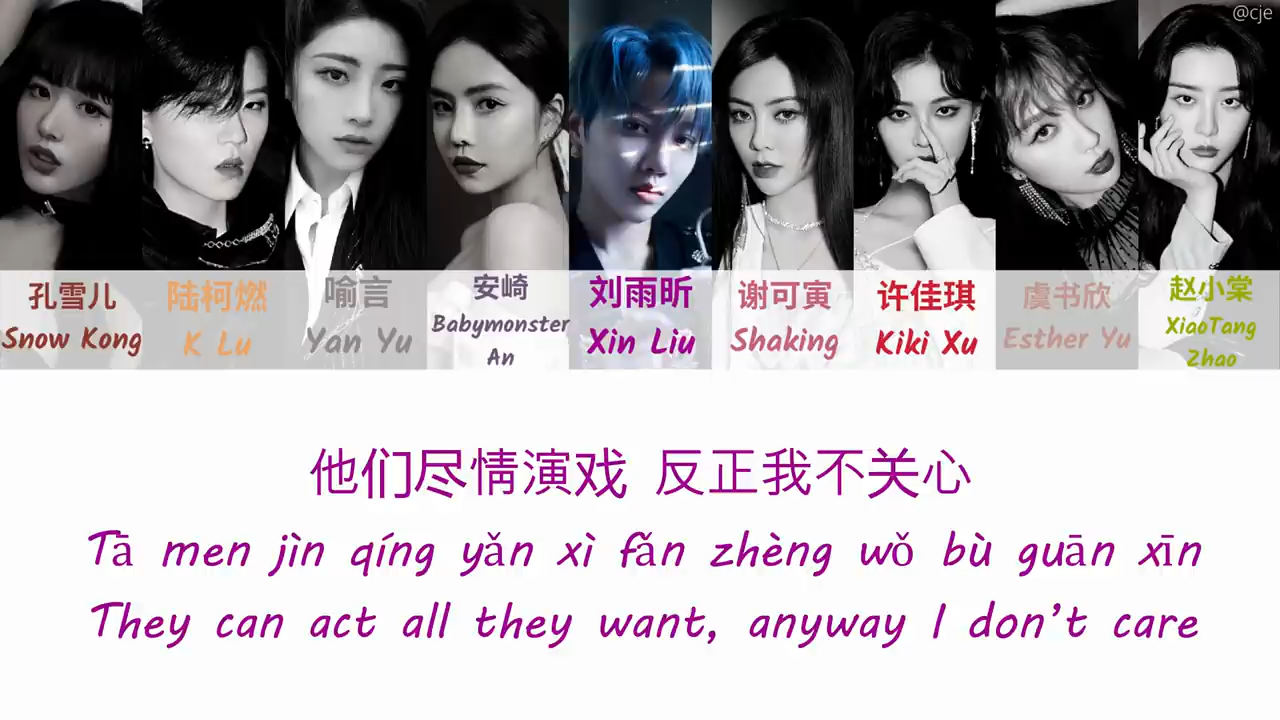 @cje
孔雪儿
Snow Kong
陆柯燃
K Lu
喻言
Yan Yu
安崎
Babymonster
An
刘雨昕
Xin Liu
谢可寅
Shaking
许佳琪
Kiki Xu
虞书欣
Esther Yu
赵小棠
XiaoTang
Zhao
他们尽情演戏 反正我不关心
Tā men jìn qíng yǎn xì fǎn zhèng wǒ bù guān xīn
They can act all they want, anyway I don't care